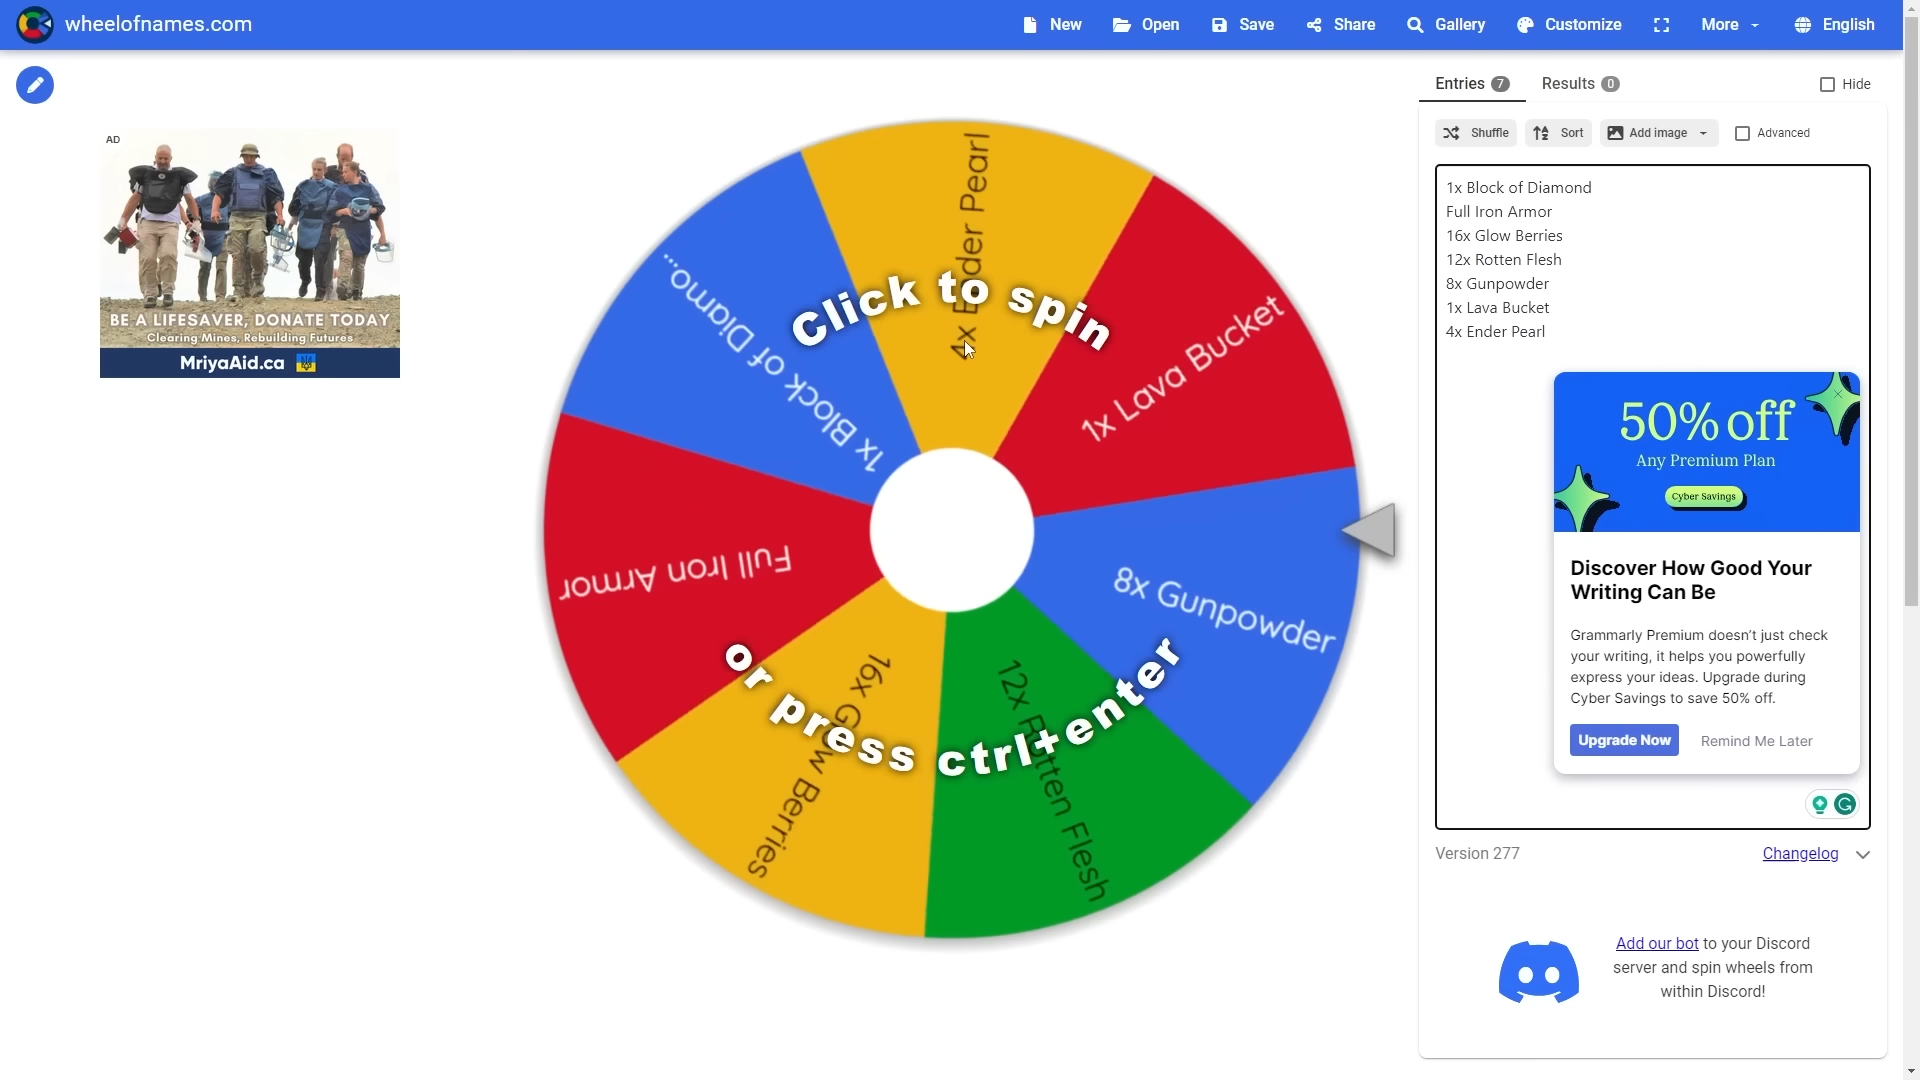 wheelofnames.com
New
Open
Save
Share
Gallery
Customize
More
English
Entries 7
Results 0
Hide
AD
BE A LIFESAVER, DONATE TODAY
Clearing Mines, Rebuilding Futures
MriyaAid.ca
Shuffle
Sort
Add image
Advanced
1x Block of Diamond
Full Iron Armor
16x Glow Berries
12x Rotten Flesh
8x Gunpowder
1x Lava Bucket
4x Ender Pearl
4x Ender Pearl
1x Lava Bucket
8x Gunpowder
12x Rotten Flesh
16x Glow Berries
Full Iron Armor
1x Block of Diamo...
Click to spin
or press ctrl+enter
50% off
Any Premium Plan
Cyber Savings
Discover How Good Your
Writing Can Be
Grammarly Premium doesn’t just check
your writing, it helps you powerfully
express your ideas. Upgrade during
Cyber Savings to save 50% off.
Upgrade Now
Remind Me Later
Version 277
Changelog
Add our bot to your Discord
server and spin wheels from
within Discord!